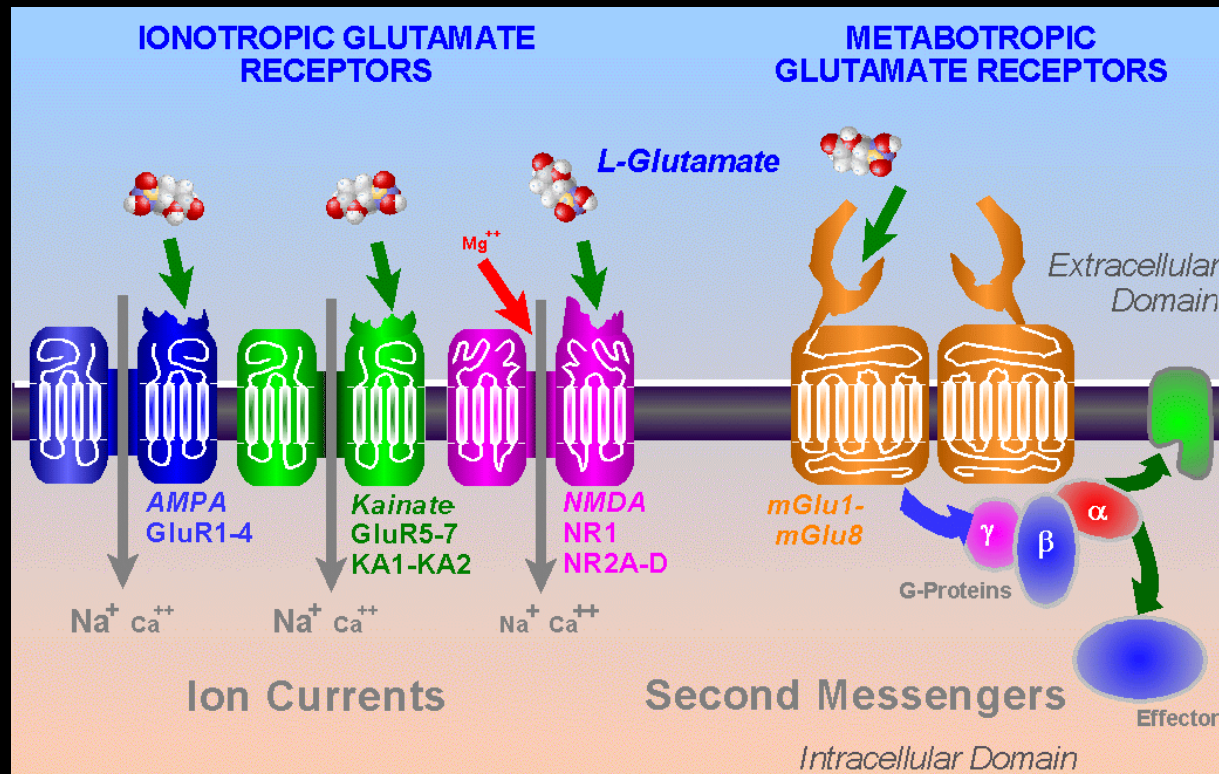 IONOTROPIC GLUTAMATE
RECEPTORS
METABOTROPIC
GLUTAMATE RECEPTORS
L-Glutamate
Mg++
Extracellular
Domain
AMPA
GluR1-4
Kainate
GluR5-7
KA1-KA2
NMDA
NR1
NR2A-D
mGlu1-
mGlu8
γ
β
α
G-Proteins
Na+ Ca++
Na+ Ca++
Na+ Ca++
Ion Currents
Second Messengers
Effector
Intracellular Domain